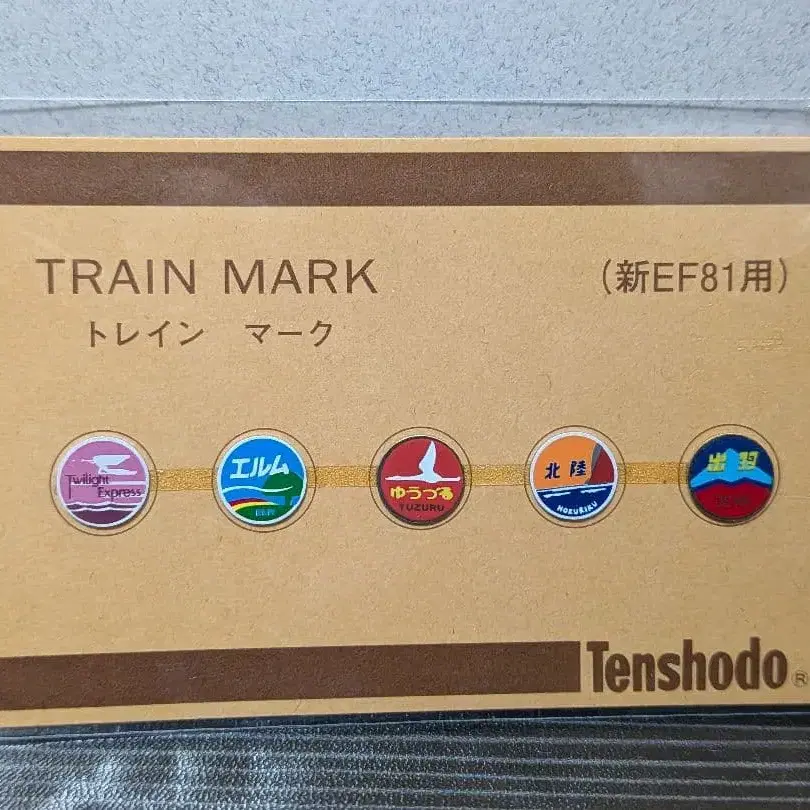 TRAIN MARK
(新EF81用)
トレイン マーク
Twilight
Express
エルム
ゆうづる
YUZURU
北陸
HOKURIKU
出羽
Tenshodo®